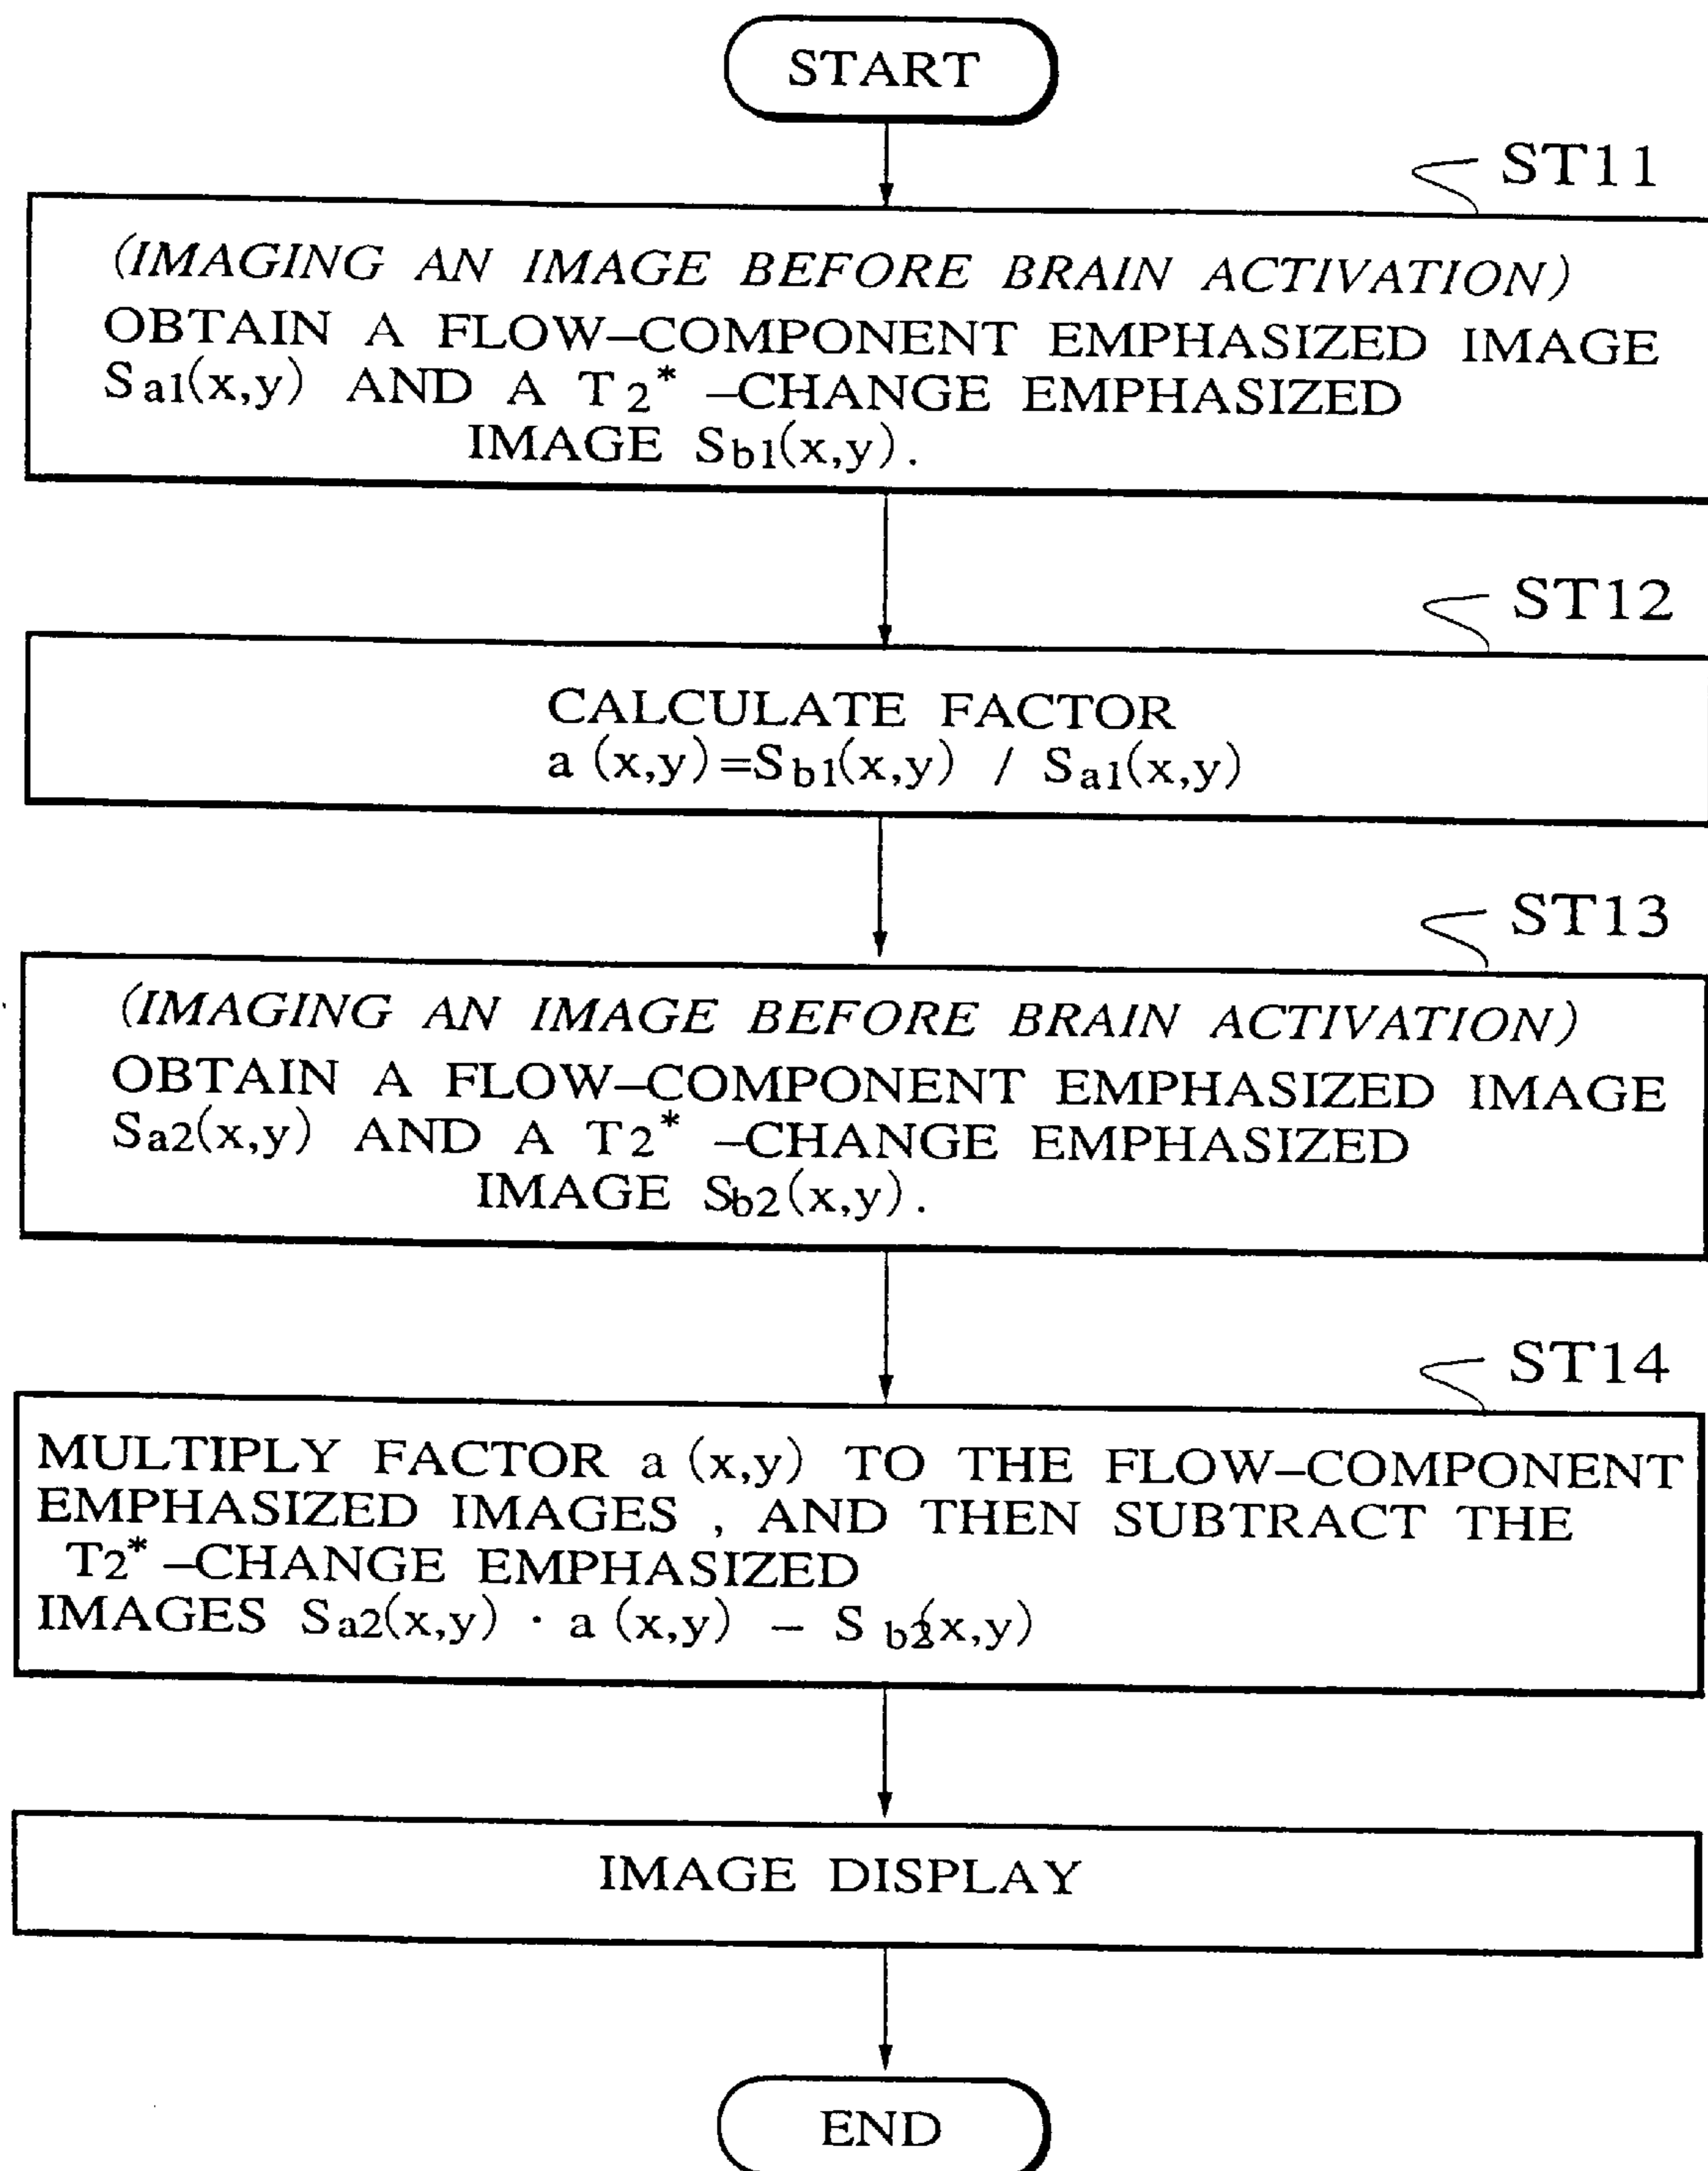 START
ST11
(IMAGING AN IMAGE BEFORE BRAIN ACTIVATION)
OBTAIN A FLOW–COMPONENT EMPHASIZED IMAGE
Sa1(x,y) AND A T2* –CHANGE EMPHASIZED
IMAGE Sb1(x,y).
ST12
CALCULATE FACTOR
a (x,y)=Sb1(x,y) / Sa1(x,y)
ST13
(IMAGING AN IMAGE BEFORE BRAIN ACTIVATION)
OBTAIN A FLOW–COMPONENT EMPHASIZED IMAGE
Sa2(x,y) AND A T2* –CHANGE EMPHASIZED
IMAGE Sb2(x,y).
ST14
MULTIPLY FACTOR a (x,y) TO THE FLOW–COMPONENT
EMPHASIZED IMAGES , AND THEN SUBTRACT THE
T2* –CHANGE EMPHASIZED
IMAGES Sa2(x,y) · a (x,y) – S b2(x,y)
IMAGE DISPLAY
END